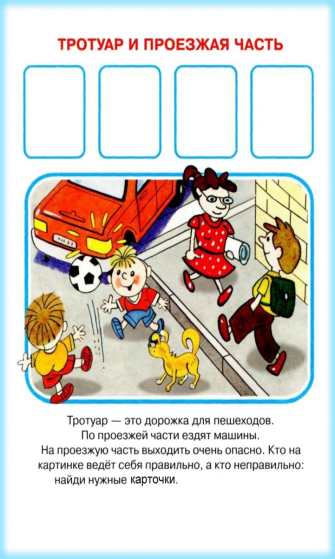 ТРОТУАР И ПРОЕЗЖАЯ ЧАСТЬ
Тротуар — это дорожка для пешеходов.
По проезжей части ездят машины.
На проезжую часть выходить очень опасно. Кто на
картинке ведёт себя правильно, а кто неправильно:
найди нужные карточки.